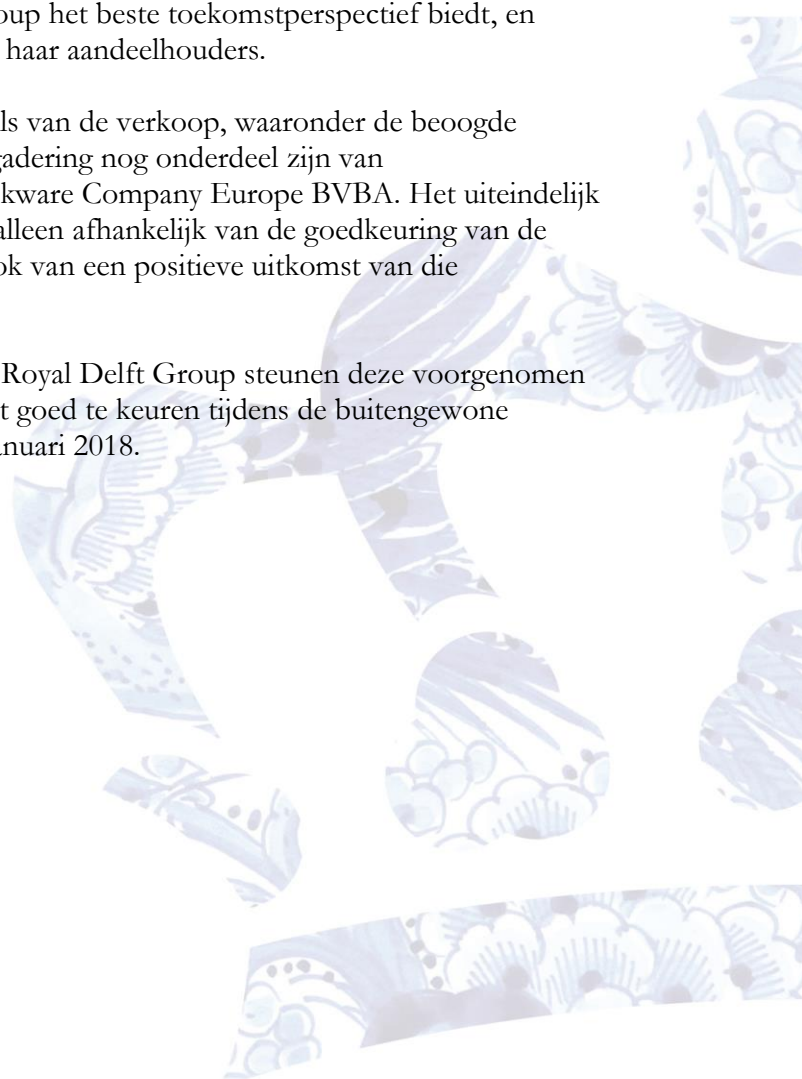 oup het beste toekomstperspectief biedt, en
haar aandeelhouders.
ls van de verkoop, waaronder de beoogde
gadering nog onderdeel zijn van
kware Company Europe BVBA. Het uiteindelijk
alleen afhankelijk van de goedkeuring van de
ok van een positieve uitkomst van die
Royal Delft Group steunen deze voorgenomen
t goed te keuren tijdens de buitengewone
anuari 2018.